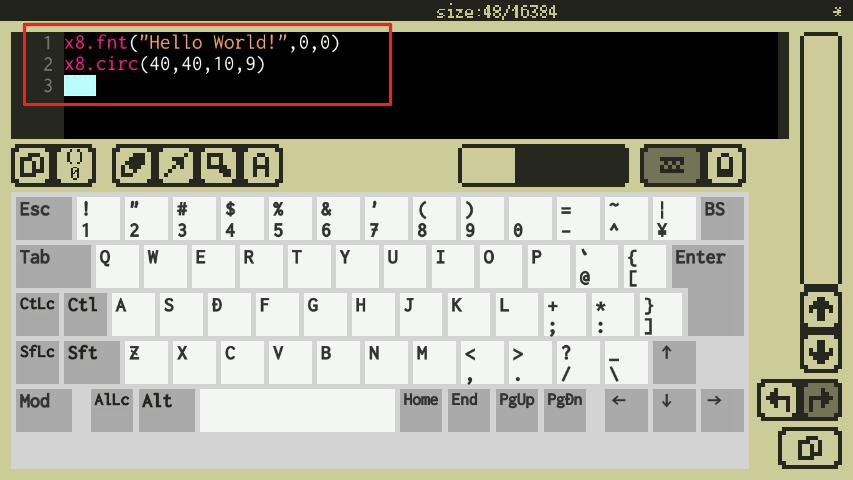 size:48/16384 *
1 x8.fnt("Hello World!",0,0)
2 x8.circ(40,40,10,9)
3
() 0
A
Esc ! 1 " 2 # 3 $ 4 % 5 & 6 ' 7 ( 8 ) 9 0 = - ~ ^ | ¥ BS
Tab Q W E R T Y U I O P ` @ { [ Enter
CtLc Ctl A S D F G H J K L + ; * : } ]
SfLc Sft Z X C V B N M < , > . ? / _ \ ↑
Mod AlLc Alt Home End PgUp PgDn ← ↓ →